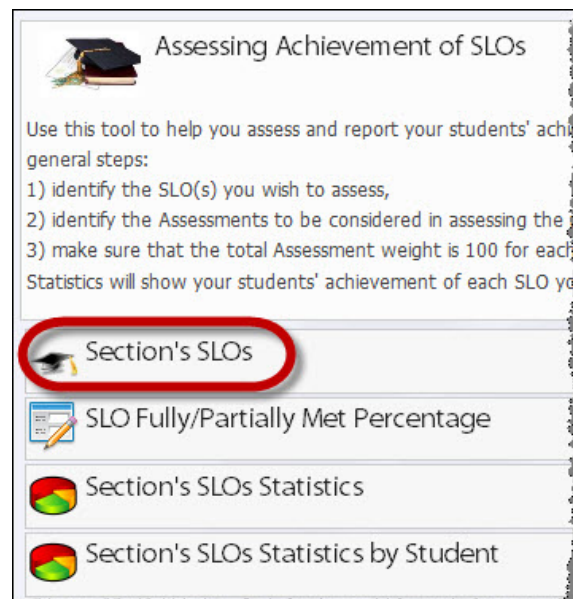 Assessing Achievement of SLOs
Use this tool to help you assess and report your students'
general steps:
1) identify the SLO(s) you wish to assess,
2) identify the Assessments to be considered in assessing the
3) make sure that the total Assessment weight is 100 for each
Statistics will show your students' achievement of each SLO
Section's SLOs
SLO Fully/Partially Met Percentage
Section's SLOs Statistics
Section's SLOs Statistics by Student